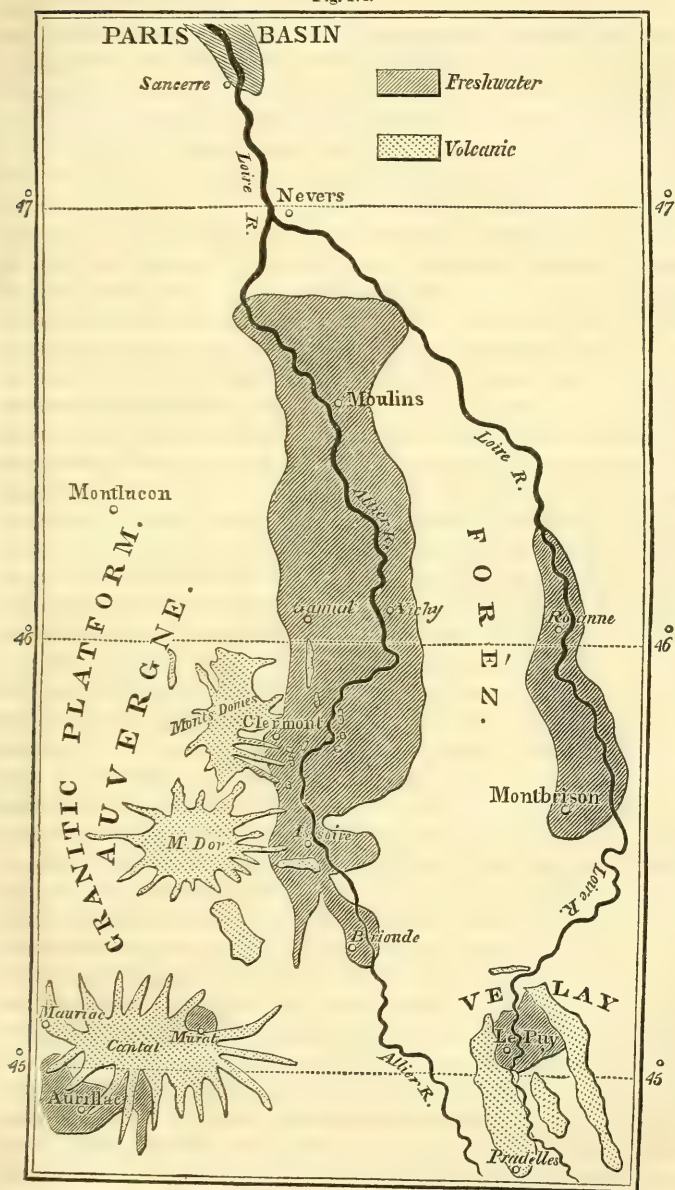 PARIS BASIN
Sancerre
Freshwater
Volcanic
Loire R.
47° Nevers 47°
Moulins
Loire R.
Allier R.
Montlucon
GRANITIC PLATFORM.
AUVERGNE.
FORÉZ.
Gannat
Vichy
Roanne
46° 46°
Monts Domes
Clermont
Montbrison
Mt. Dor
Issoire
Loire R.
Brioude
VELAY
Mauriac
Murat
Cantal
Le Puy
45° 45°
Allier R.
Aurillac
Pradelles